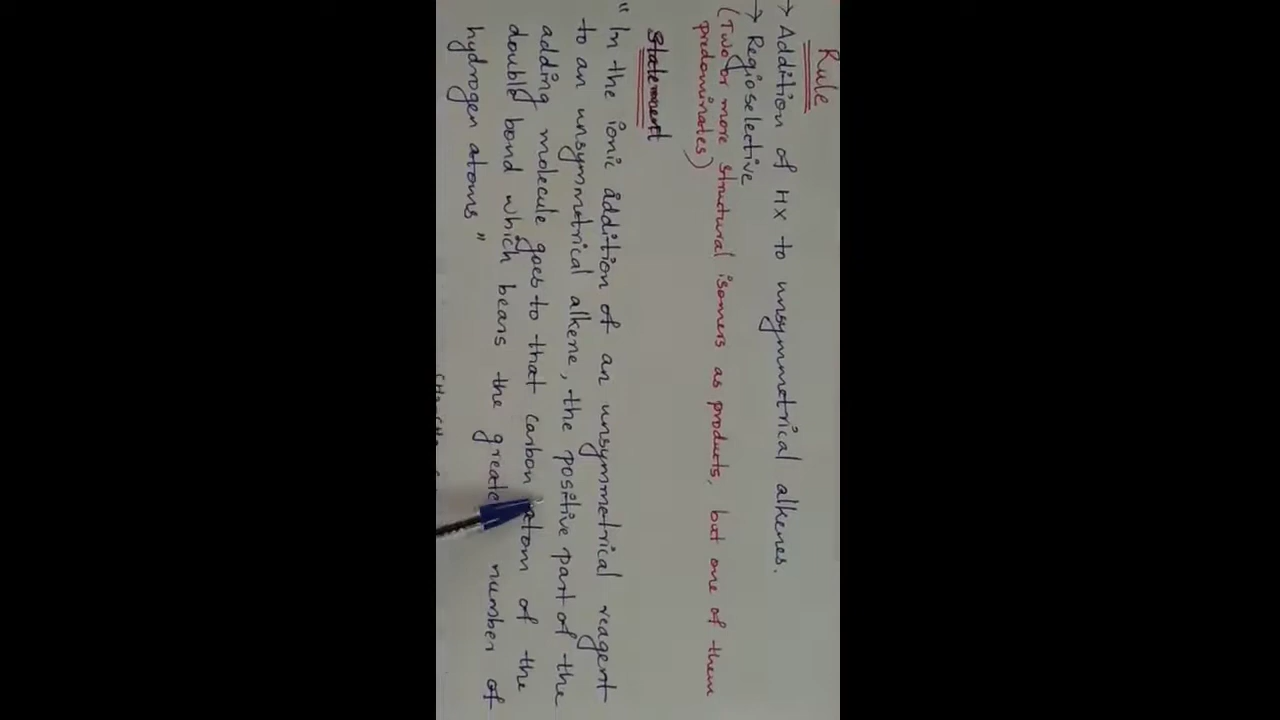 Rule
→ Addition of HX to unsymmetrical alkenes.
→ Regioselective
(Two or more structural isomers as products, but one of them
predominates)
Statement
"In the ionic addition of an unsymmetrical reagent
to an unsymmetrical alkene, the positive part of the
adding molecule goes to that carbon atom of the
double bond which bears the greater number of
hydrogen atoms"